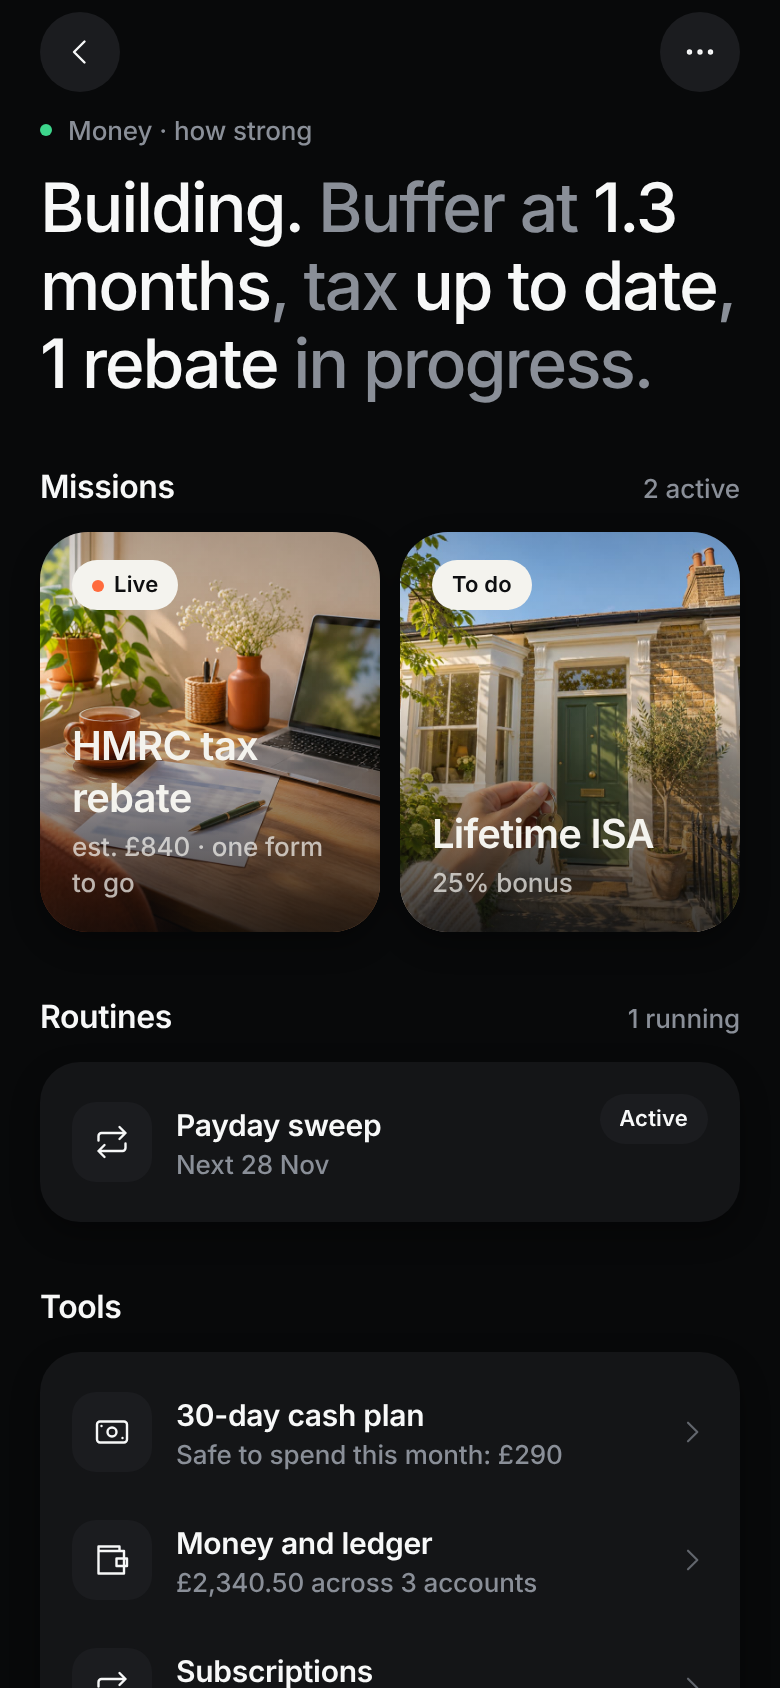 Money · how strong
Building. Buffer at 1.3
months, tax up to date,
1 rebate in progress.
Missions
2 active
Live
HMRC tax
rebate
est. £840 · one form
to go
To do
Lifetime ISA
25% bonus
Routines
1 running
Payday sweep
Next 28 Nov
Active
Tools
30-day cash plan
Safe to spend this month: £290
Money and ledger
£2,340.50 across 3 accounts
Subscriptions